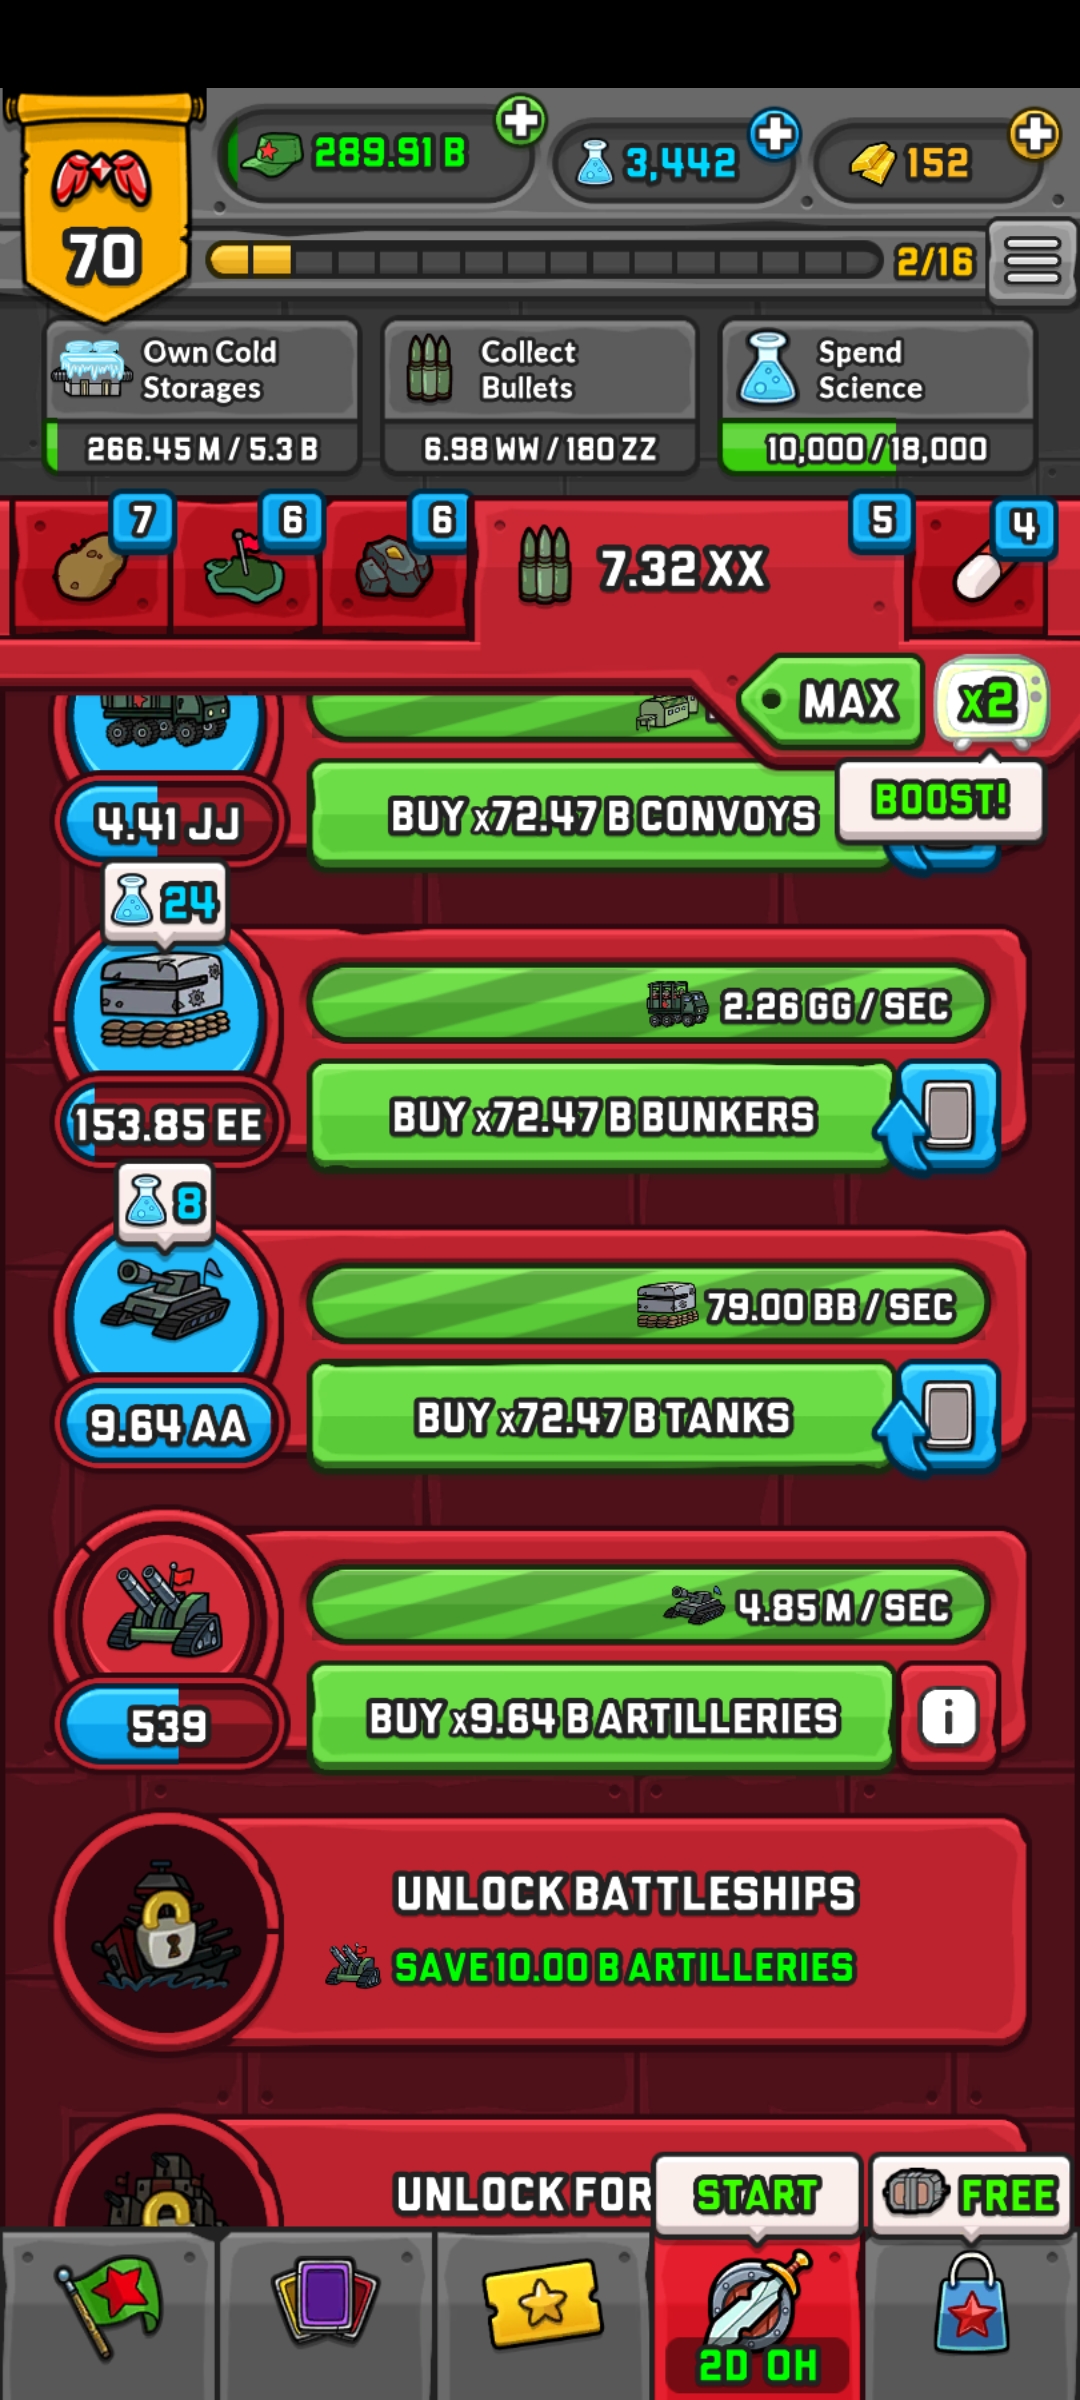 289.91 B
3,442
152
70
2/16
Own Cold
Storages
266.45 M / 5.3 B
Collect
Bullets
6.98 WW / 180 ZZ
Spend
Science
10,000 / 18,000
7
6
6
7.32 XX
5
4
MAX
x2
BOOST!
4.41 JJ
BUY x72.47 B CONVOYS
24
2.26 GG / SEC
153.85 EE
BUY x72.47 B BUNKERS
8
79.00 BB / SEC
9.64 AA
BUY x72.47 B TANKS
4.85 M / SEC
539
BUY x9.64 B ARTILLERIES
i
UNLOCK BATTLESHIPS
SAVE 10.00 B ARTILLERIES
UNLOCK FOR
START
FREE
2D 0H